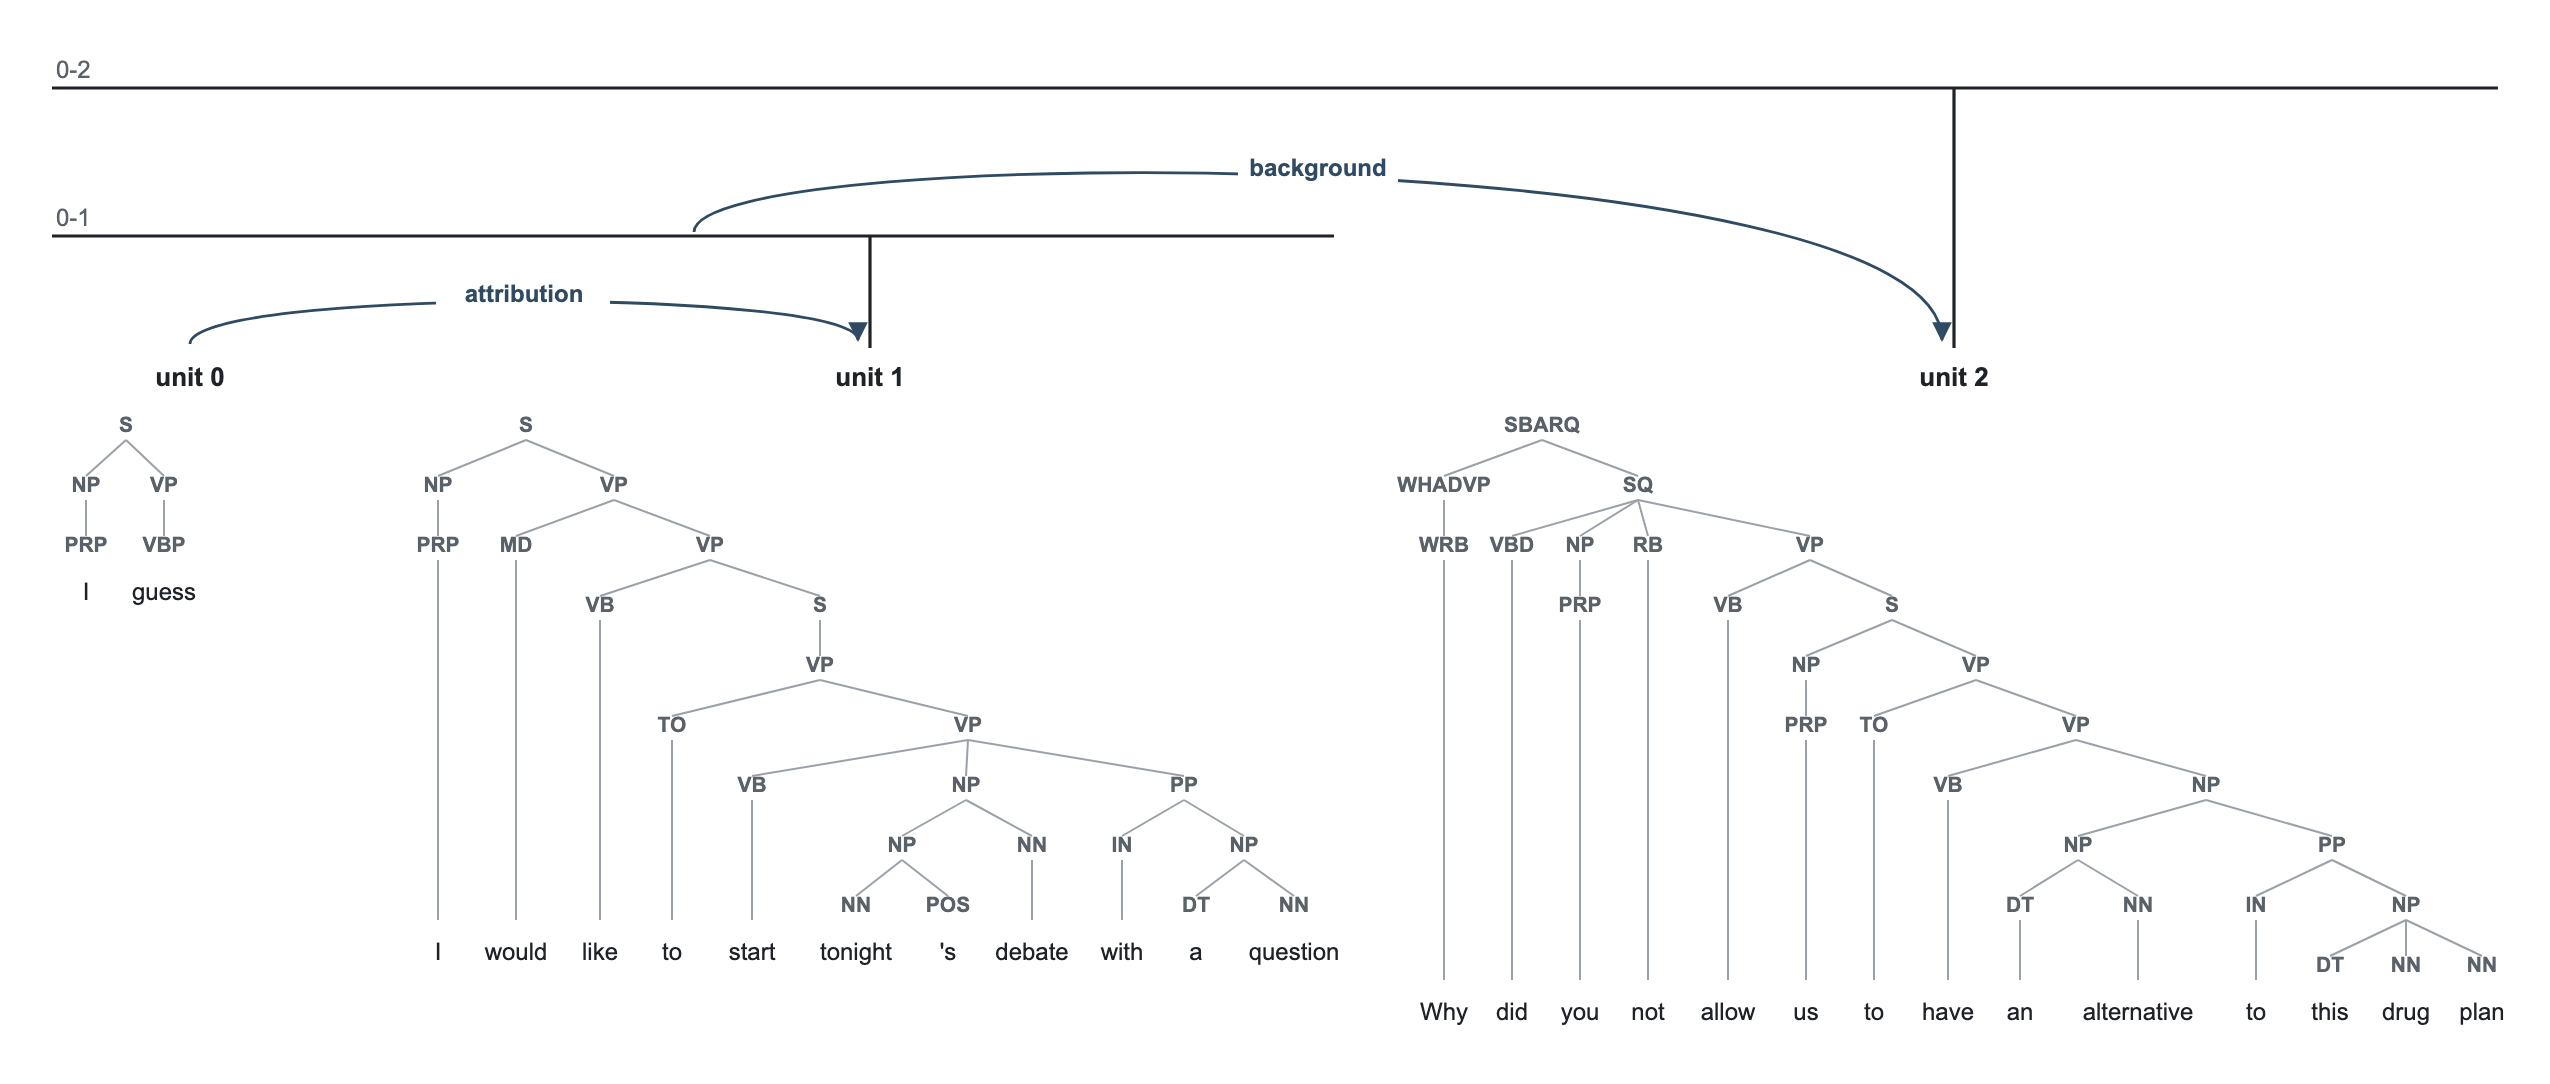 0-2
background
0-1
attribution
unit 0 unit 1 unit 2
S S SBARQ
NP VP NP VP WHADVP SQ
PRP VBP PRP MD VP WRB VBD NP RB VP
I guess
VB S PRP VB S
VP NP VP
TO VP PRP TO VP
VB NP PP VB NP
NP NN IN NP NP PP
NN POS DT NN DT NN IN NP
I would like to start tonight 's debate with a question
DT NN NN
Why did you not allow us to have an alternative to this drug plan